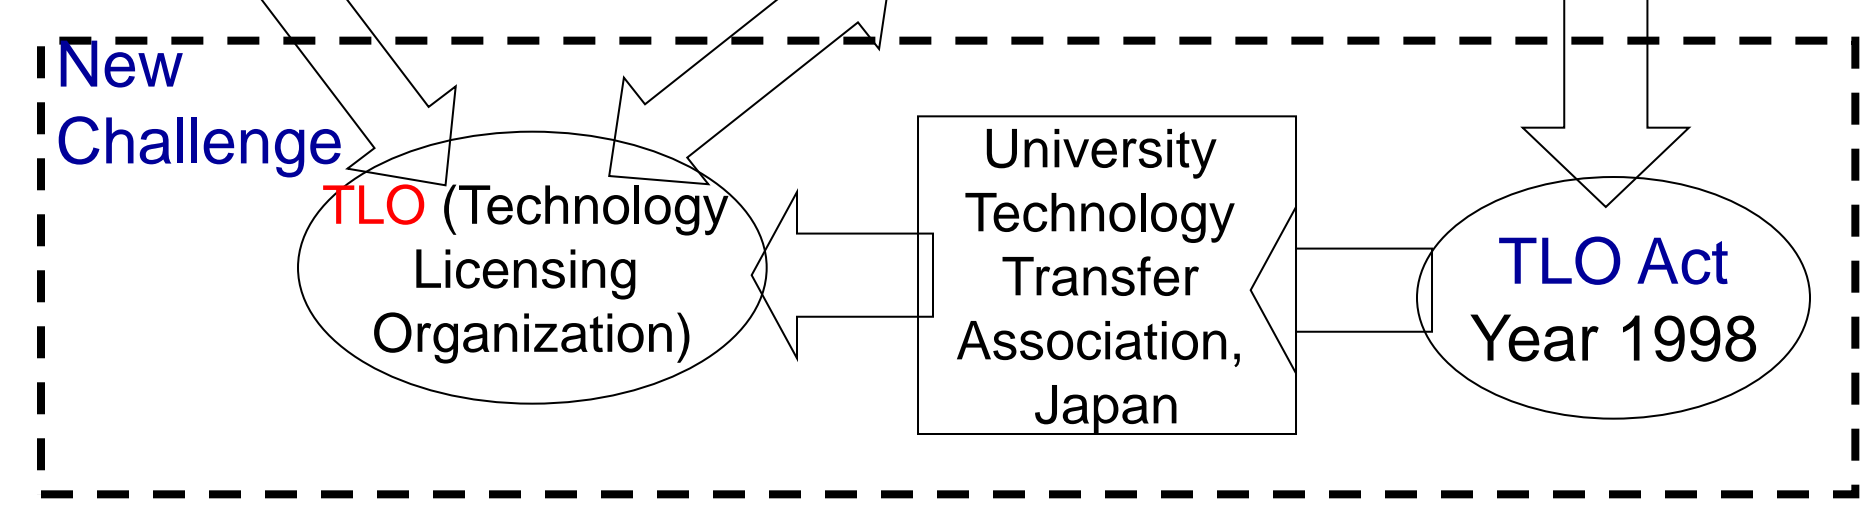 New
Challenge
TLO (Technology
Licensing
Organization)
University
Technology
Transfer
Association,
Japan
TLO Act
Year 1998